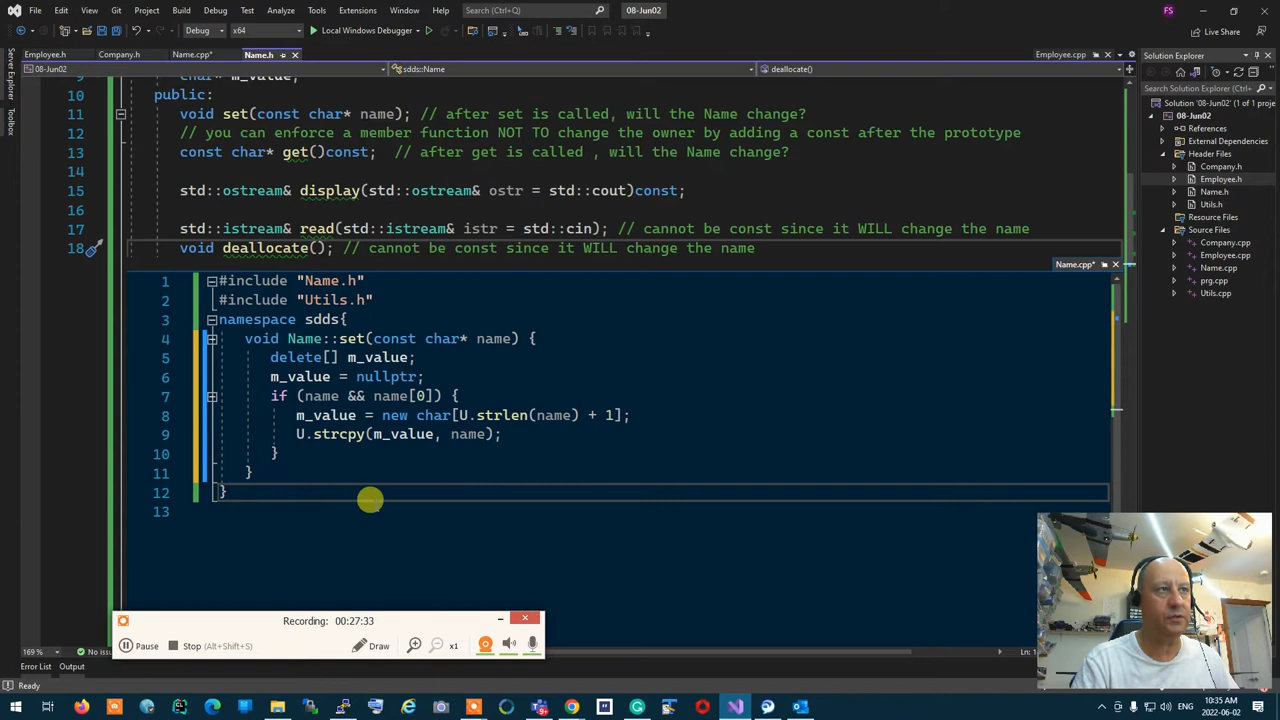 File Edit View Git Project Build Debug Test Analyze Tools Extensions Window Help Search (Ctrl+Q) 08-Jun02 FS
Debug x64 Local Windows Debugger Live Share
Employee.h Company.h Name.cpp* Name.h Employee.cpp Solution Explorer
08-Jun02 sdds::Name deallocate()
Search Solution Explorer (Ctrl+;)
Solution '08-Jun02' (1 of 1 proje
08-Jun02
References
External Dependencies
Header Files
Company.h
Employee.h
Name.h
Utils.h
Resource Files
Source Files
Company.cpp
Employee.cpp
Name.cpp
prg.cpp
Utils.cpp
Server Explorer
Toolbox
9 char* m_value;
10 public:
11 void set(const char* name); // after set is called, will the Name change?
12 // you can enforce a member function NOT TO change the owner by adding a const after the prototype
13 const char* get()const; // after get is called , will the Name change?
14
15 std::ostream& display(std::ostream& ostr = std::cout)const;
16
17 std::istream& read(std::istream& istr = std::cin); // cannot be const since it WILL change the name
18 void deallocate(); // cannot be const since it WILL change the name
Name.cpp*
1 #include "Name.h"
2 #include "Utils.h"
3 namespace sdds{
4 void Name::set(const char* name) {
5 delete[] m_value;
6 m_value = nullptr;
7 if (name && name[0]) {
8 m_value = new char[U.strlen(name) + 1];
9 U.strcpy(m_value, name);
10 }
11 }
12 }
13
Recording: 00:27:33
Pause Stop (Alt+Shift+S) Draw x1
169 % No iss Ln: 1
Error List Output
Ready
ENG 10:35 AM
2022-06-02